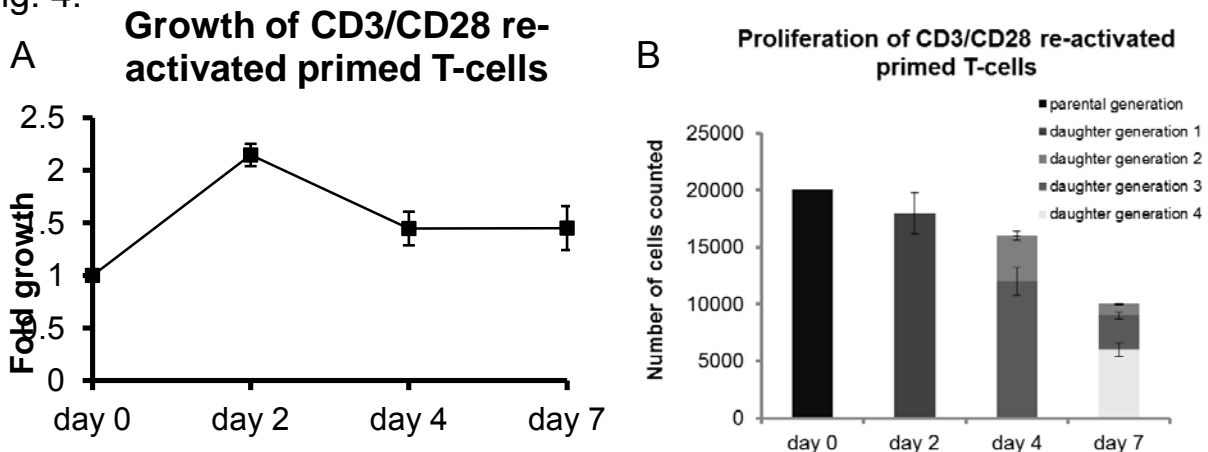 ig. 4.
A
Growth of CD3/CD28 re-
activated primed T-cells
Fold growth
2.5
2
1.5
1
0.5
0
day 0 day 2 day 4 day 7
B
Proliferation of CD3/CD28 re-activated
primed T-cells
parental generation
daughter generation 1
daughter generation 2
daughter generation 3
daughter generation 4
Number of cells counted
25000
20000
15000
10000
5000
0
day 0 day 2 day 4 day 7